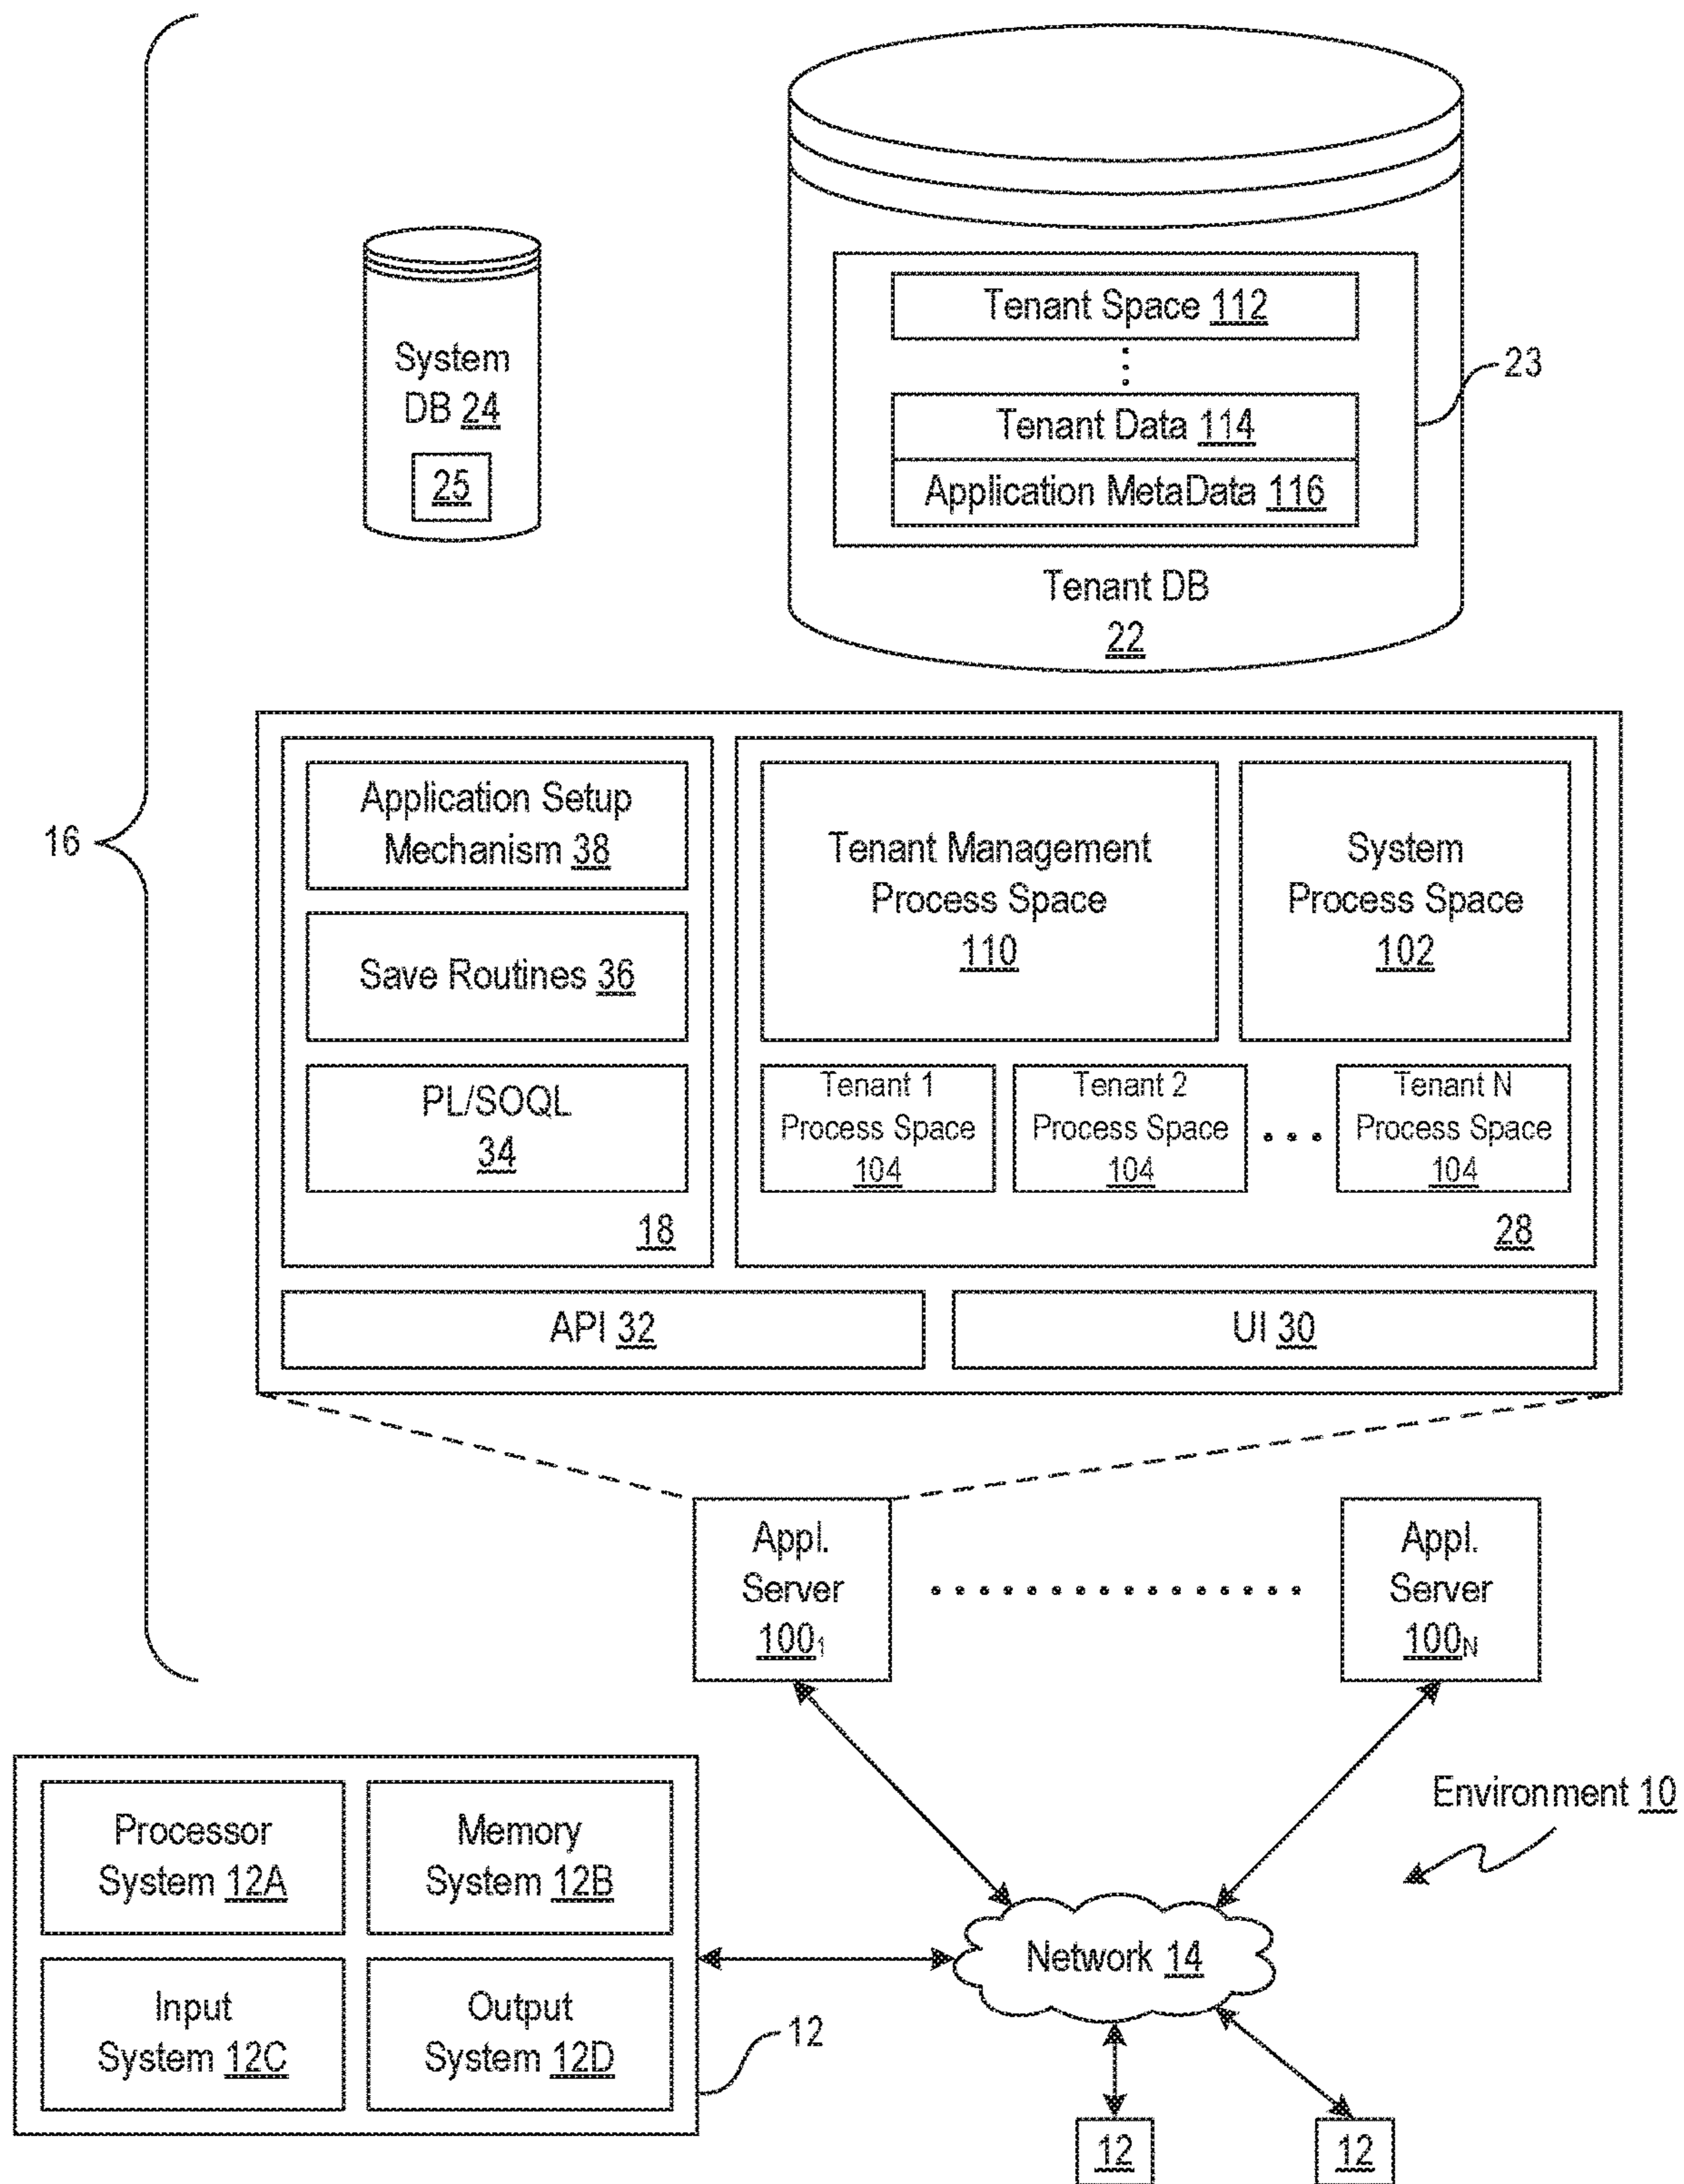 Tenant Space 112
Tenant Data 114
Application MetaData 116
23
Tenant DB
22
System
DB 24
25
16
Application Setup
Mechanism 38
Save Routines 36
PL/SOQL
34
18
Tenant Management
Process Space
110
System
Process Space
102
Tenant 1
Process Space
104
Tenant 2
Process Space
104
Tenant N
Process Space
104
28
API 32
UI 30
Appl.
Server
100₁
Appl.
Server
100N
Environment 10
Processor
System 12A
Memory
System 12B
Input
System 12C
Output
System 12D
12
Network 14
12
12